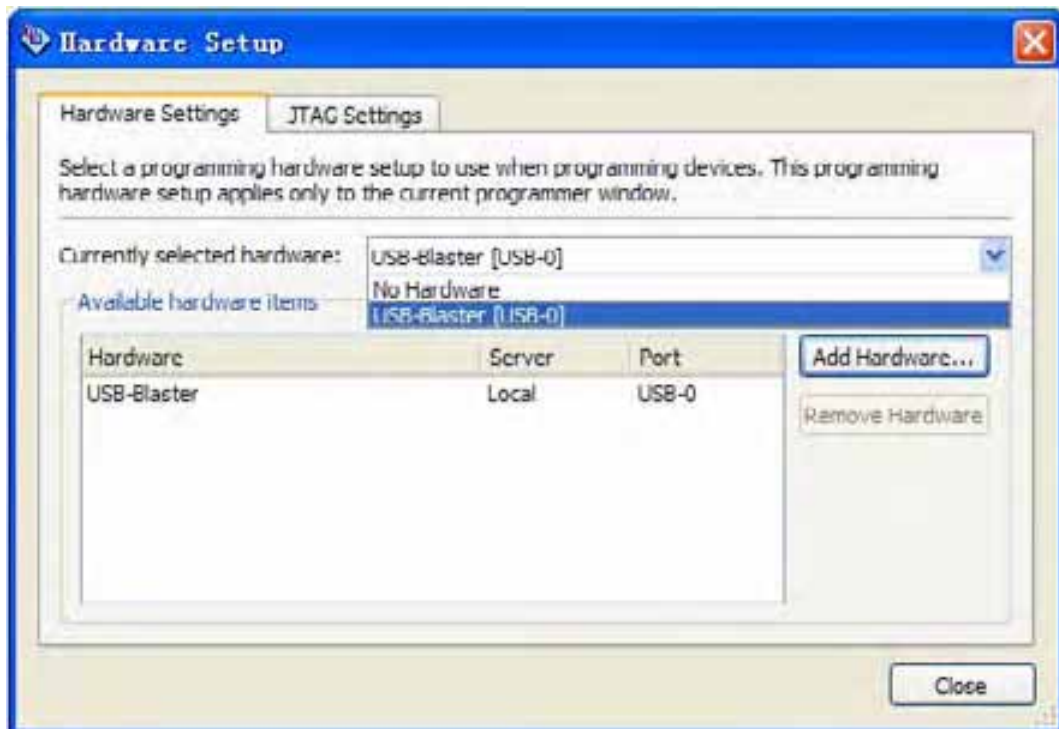 Hardware Setup
Hardware Settings JTAG Settings
Select a programming hardware setup to use when programming devices. This programming
hardware setup applies only to the current programmer window.
Currently selected hardware: USB-Blaster [USB-0]
No Hardware
Available hardware items
USB-Blaster [USB-0]
Hardware Server Port Add Hardware...
USB-Blaster Local USB-0
Remove Hardware
Close